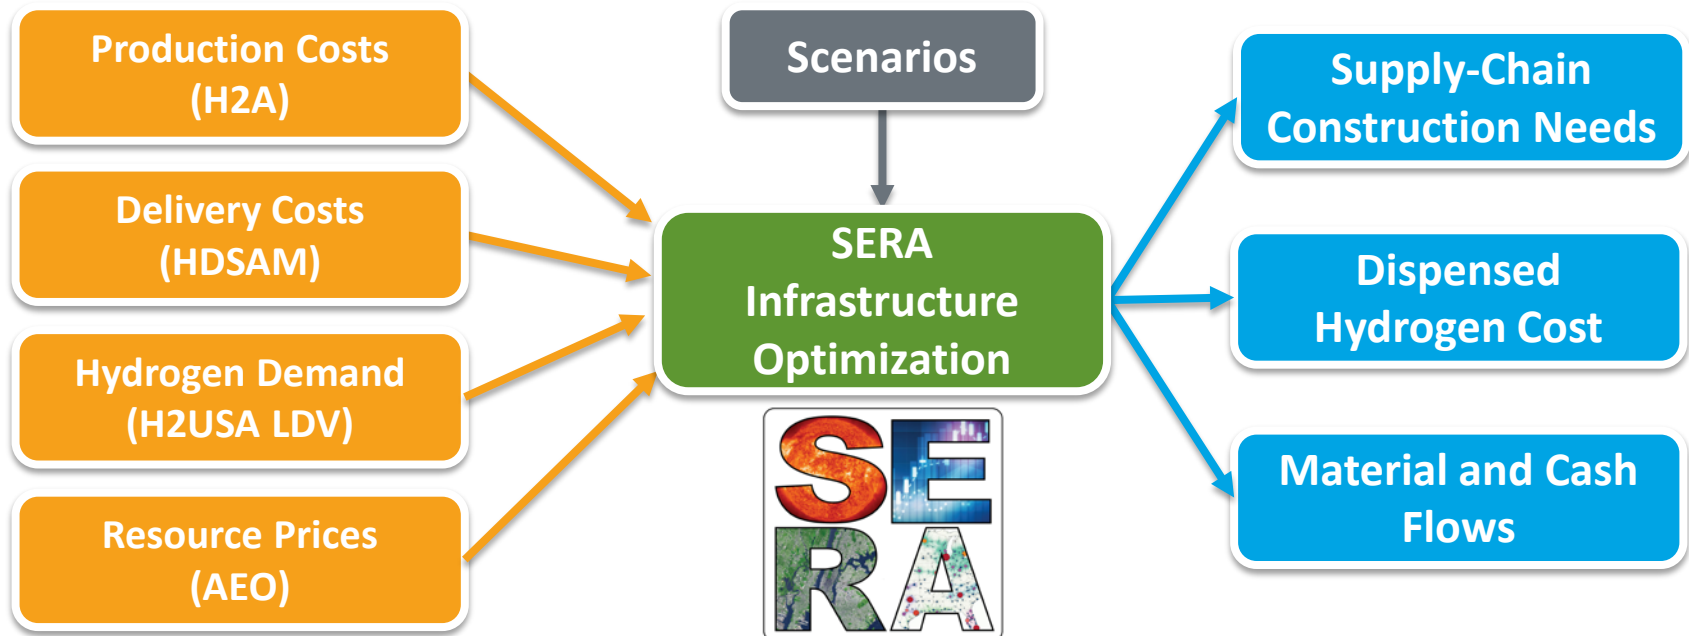 Production Costs
(H2A)
Delivery Costs
(HDSAM)
Hydrogen Demand
(H2USA LDV)
Resource Prices
(AEO)
Scenarios
SERA
Infrastructure
Optimization
SE
RA
Supply-Chain
Construction Needs
Dispensed
Hydrogen Cost
Material and Cash
Flows